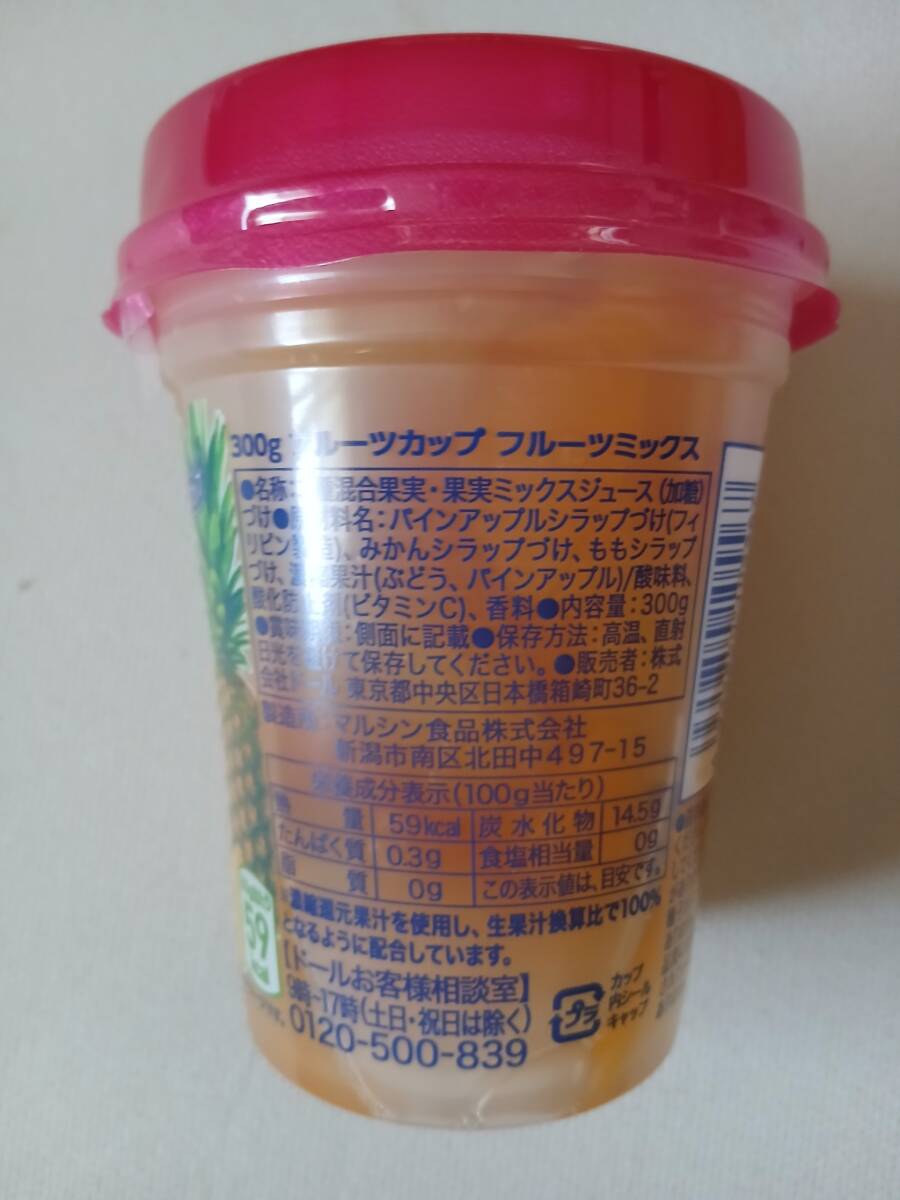 300g フルーツカップ フルーツミックス
●名称: 混合果実・果実ミックスジュース(加糖)
づけ● 料名:パインアップルシラップづけ(フィ
リピン製造)、みかんシラップづけ、ももシラップ
づけ、濃縮果汁(ぶどう、パインアップル)/酸味料、
酸化防止剤(ビタミンC)、香料●内容量:300g
●賞味期限:側面に記載●保存方法:高温、直射
日光を避けて保存してください。●販売者:株式
会社ドール 東京都中央区日本橋箱崎町36-2
製造所 マルシン食品株式会社
新潟市南区北田中497-15
栄養成分表示(100g当たり)
熱量 59kcal 炭水化物 14.5g
たんぱく質 0.3g 食塩相当量 0g
脂質 0g この表示値は、目安です。
※濃縮還元果汁を使用し、生果汁換算比で100%
となるように配合しています。
【ドールお客様相談室】
9時~17時(土日・祝日は除く)
0120-500-839
プラ
カップ
内シール
キャップ
59
kcal